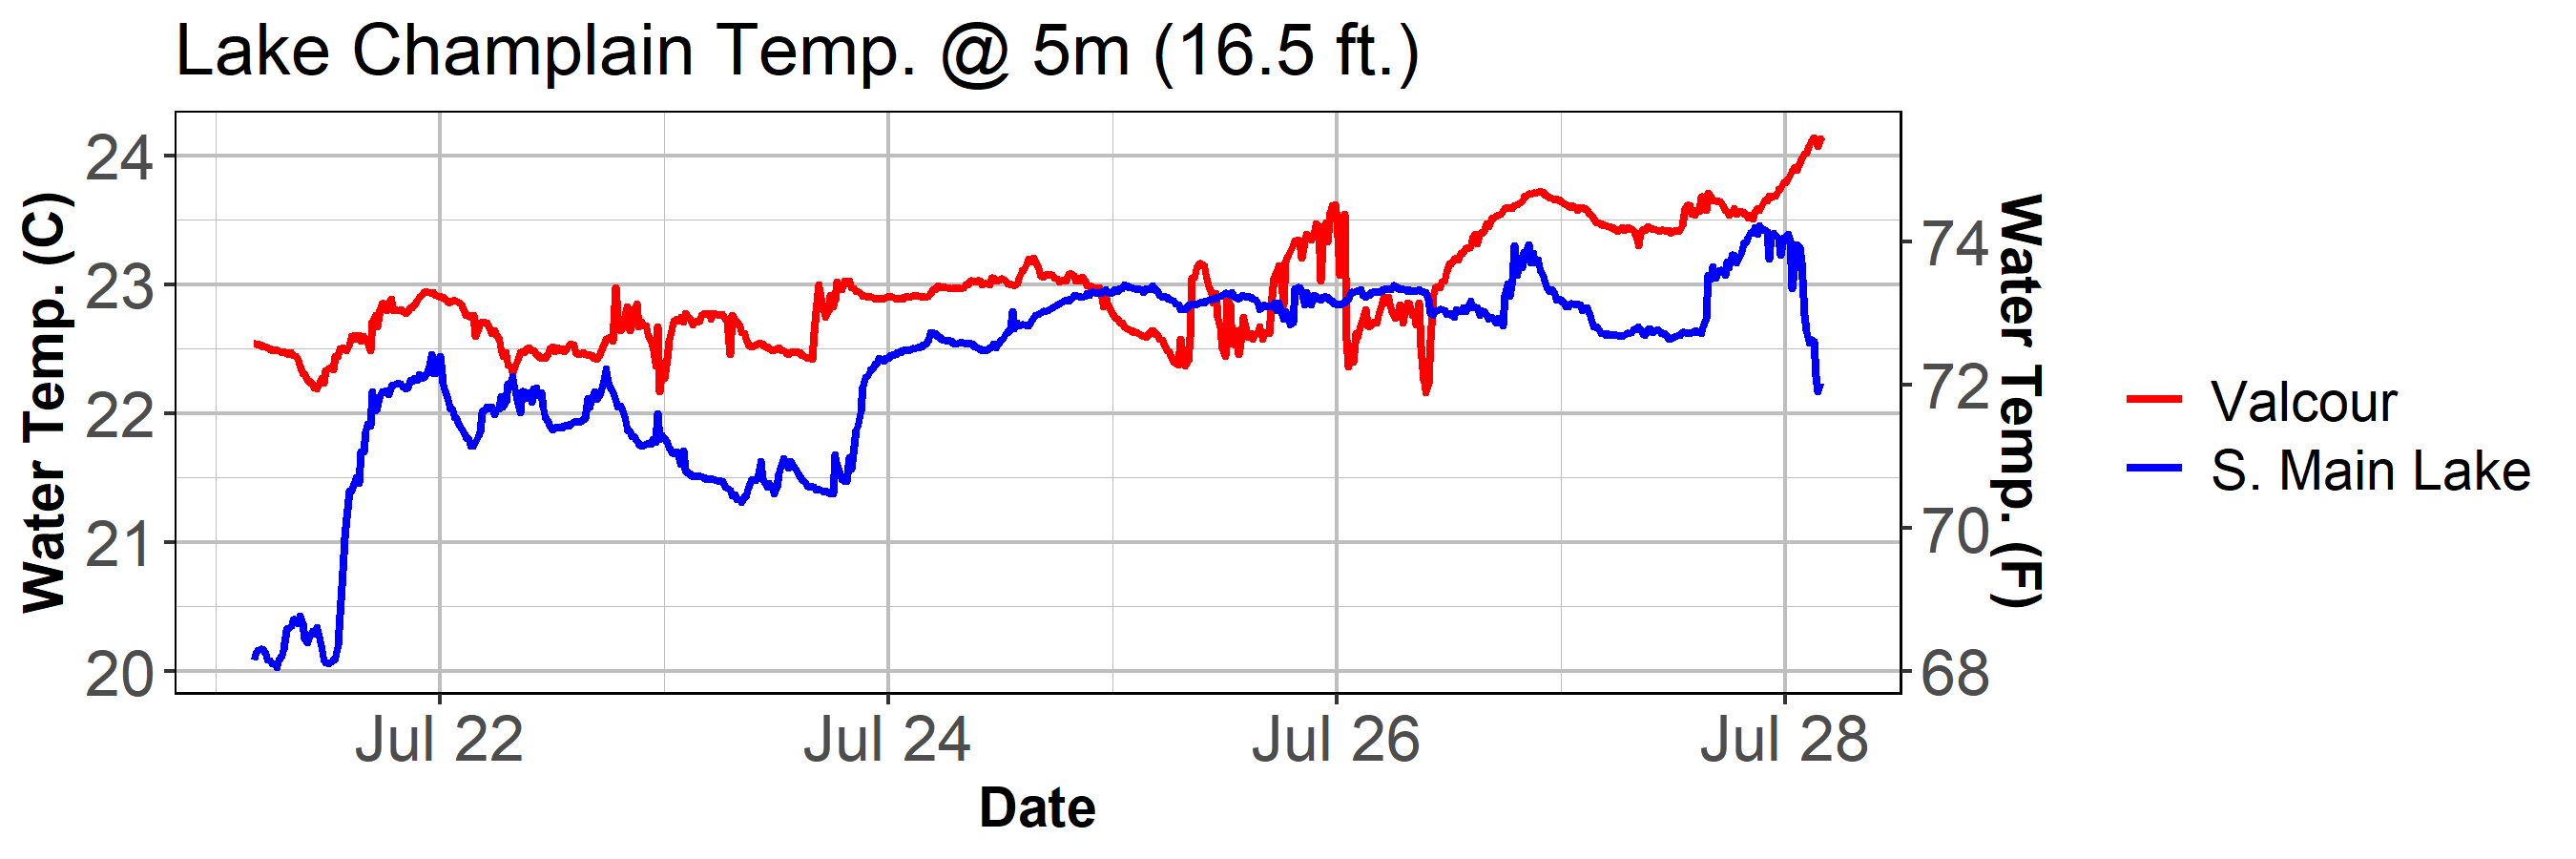 Lake Champlain Temp. @ 5m (16.5 ft.)
Water Temp. (C)
24
23
22
21
20
74
72
70
68
Water Temp. (F)
Jul 22
Jul 24
Jul 26
Jul 28
Date
Valcour
S. Main Lake